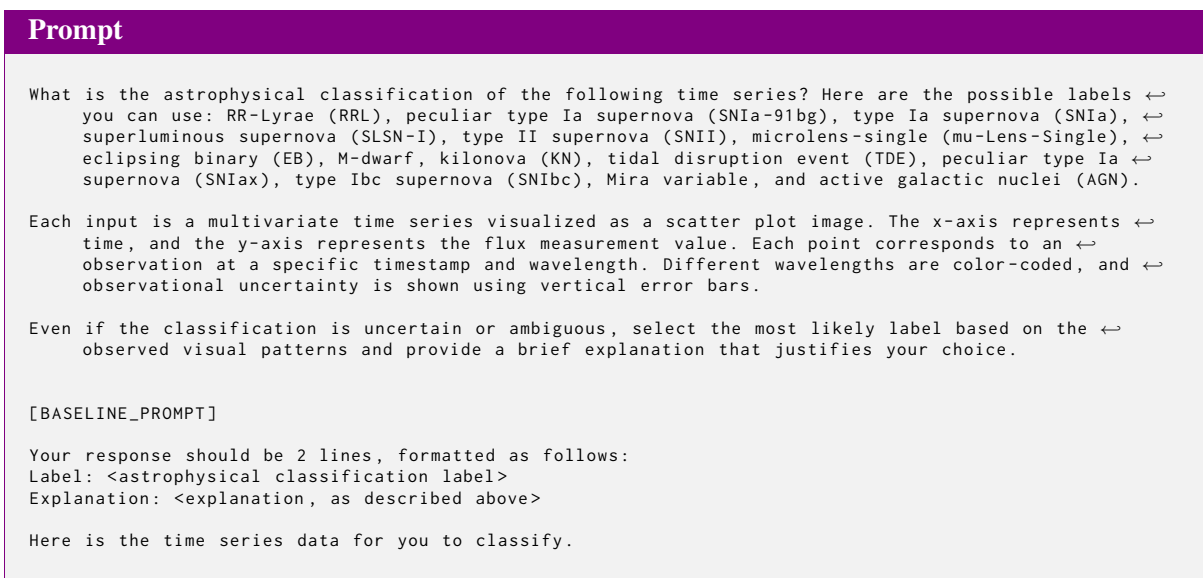 Prompt
What is the astrophysical classification of the following time series? Here are the possible labels ↩
you can use: RR-Lyrae (RRL), peculiar type Ia supernova (SNIa-91bg), type Ia supernova (SNIa), ↩
superluminous supernova (SLSN-I), type II supernova (SNII), microlens-single (mu-Lens-Single), ↩
eclipsing binary (EB), M-dwarf, kilonova (KN), tidal disruption event (TDE), peculiar type Ia ↩
supernova (SNIax), type Ibc supernova (SNIbc), Mira variable, and active galactic nuclei (AGN).
Each input is a multivariate time series visualized as a scatter plot image. The x-axis represents ↩
time, and the y-axis represents the flux measurement value. Each point corresponds to an ↩
observation at a specific timestamp and wavelength. Different wavelengths are color-coded, and ↩
observational uncertainty is shown using vertical error bars.
Even if the classification is uncertain or ambiguous, select the most likely label based on the ↩
observed visual patterns and provide a brief explanation that justifies your choice.
[BASELINE_PROMPT]
Your response should be 2 lines, formatted as follows:
Label: <astrophysical classification label>
Explanation: <explanation, as described above>
Here is the time series data for you to classify.